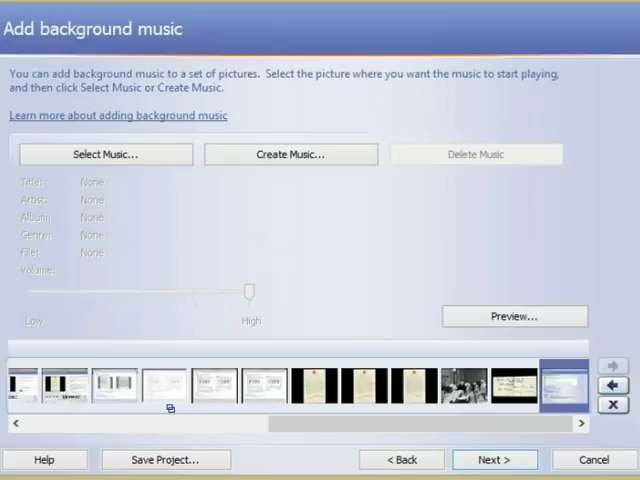 Add background music
You can add background music to a set of pictures. Select the picture where you want the music to start playing,
and then click Select Music or Create Music.
Learn more about adding background music
Select Music... Create Music... Delete Music
Title: None
Artist: None
Album: None
Genre: None
File: None
Volume:
Low High
Preview...
Help Save Project... < Back Next > Cancel